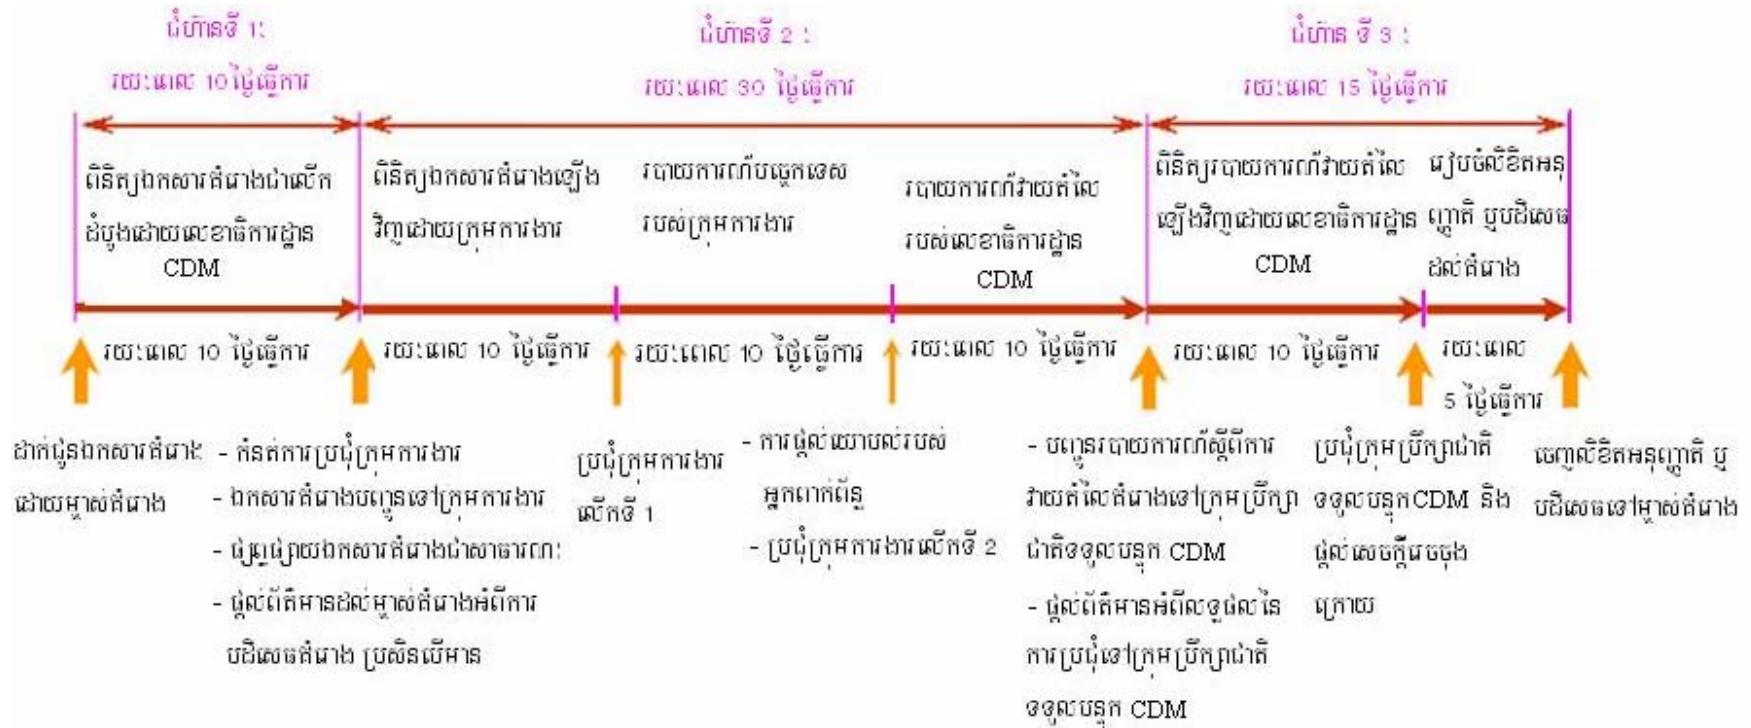 ជំហ៊ានទី 1:
រយៈពេល 10 ថ្ងៃធ្វើការ
ជំហ៊ានទី 2 :
រយៈពេល 30 ថ្ងៃធ្វើការ
ជំហ៊ាន ទី 3 :
រយៈពេល 15 ថ្ងៃធ្វើការ
ពិនិត្យឯកសារគំរោងជាលើក
ដំបូងដោយលេខាធិការដ្ឋាន
CDM
ពិនិត្យឯកសារគំរោងឡើង
វិញដោយក្រុមការងារ
របាយការណ៍បច្ចេកទេស
របស់ក្រុមការងារ
របាយការណ៍វាយតំលៃ
របស់លេខាធិការដ្ឋាន
CDM
ពិនិត្យរបាយការណ៍វាយតំលៃ
ឡើងវិញដោយលេខាធិការដ្ឋាន
CDM
រៀបចំលិខិតអនុ
ញ្ញាតិ ឬបដិសេធ
ដល់គំរោង
រយៈពេល 10 ថ្ងៃធ្វើការ
រយៈពេល 10 ថ្ងៃធ្វើការ
រយៈពេល 10 ថ្ងៃធ្វើការ
រយៈពេល 10 ថ្ងៃធ្វើការ
រយៈពេល 10 ថ្ងៃធ្វើការ
រយៈពេល
5 ថ្ងៃធ្វើការ
ដាក់ជូនឯកសារគំរោង
ដោយម្ចាស់គំរោង
- កំនត់ការប្រជុំក្រុមការងារ
- ឯកសារគំរោងបញ្ជូនទៅក្រុមការងារ
- ផ្សព្វផ្សាយឯកសារគំរោងជាសាធារណៈ
- ផ្តល់ព័ត៌មានដល់ម្ចាស់គំរោងអំពីការ
បដិសេធគំរោង ប្រសិនបើមាន
ប្រជុំក្រុមការងារ
លើកទី 1
- ការផ្តល់យោបល់របស់
អ្នកពាក់ព័ន្ធ
- ប្រជុំក្រុមការងារលើកទី 2
- បញ្ជូនរបាយការណ៍ស្តីពីការ
វាយតំលៃគំរោងទៅក្រុមប្រឹក្សា
ជាតិទទួលបន្ទុក CDM
- ផ្តល់ព័ត៌មានអំពីលទ្ធផលនៃ
ការប្រជុំទៅក្រុមប្រឹក្សាជាតិ
ទទួលបន្ទុក CDM
ប្រជុំក្រុមប្រឹក្សាជាតិ
ទទួលបន្ទុកCDM និង
ផ្តល់សេចក្តីរេចចុង
ក្រោយ
ចេញលិខិតអនុញ្ញាតិ ឬ
បដិសេធទៅម្ចាស់គំរោង